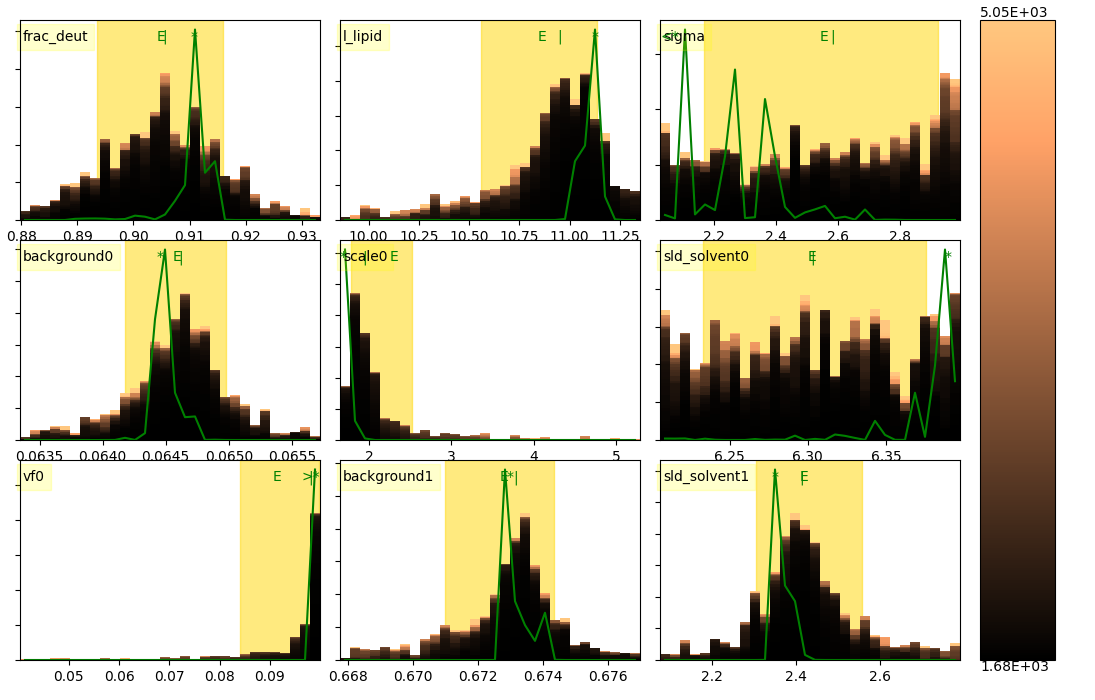 5.05E+03
frac_deut E| *
l_lipid E | *
sigma E|
0.88 0.89 0.90 0.91 0.92 0.93
10.00 10.25 10.50 10.75 11.00 11.25
2.2 2.4 2.6 2.8
background0 * E|
scale0 | E
sld_solvent0 E| *
0.0635 0.0640 0.0645 0.0650 0.0655
2 3 4 5
6.25 6.30 6.35
vf0 E >|*
background1 E* |
sld_solvent1 * |E
0.05 0.06 0.07 0.08 0.09
0.668 0.670 0.672 0.674 0.676
2.2 2.4 2.6
1.68E+03